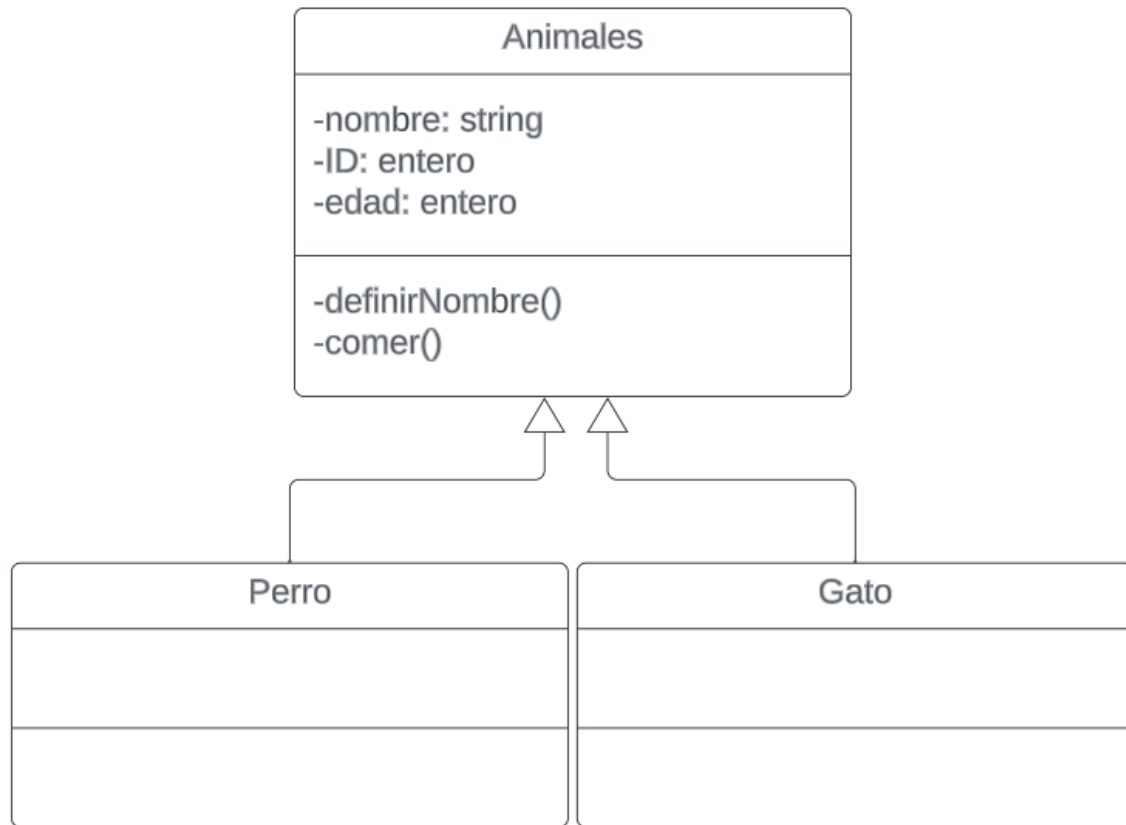 Animales
-nombre: string
-ID: entero
-edad: entero
-definirNombre()
-comer()
Perro
Gato